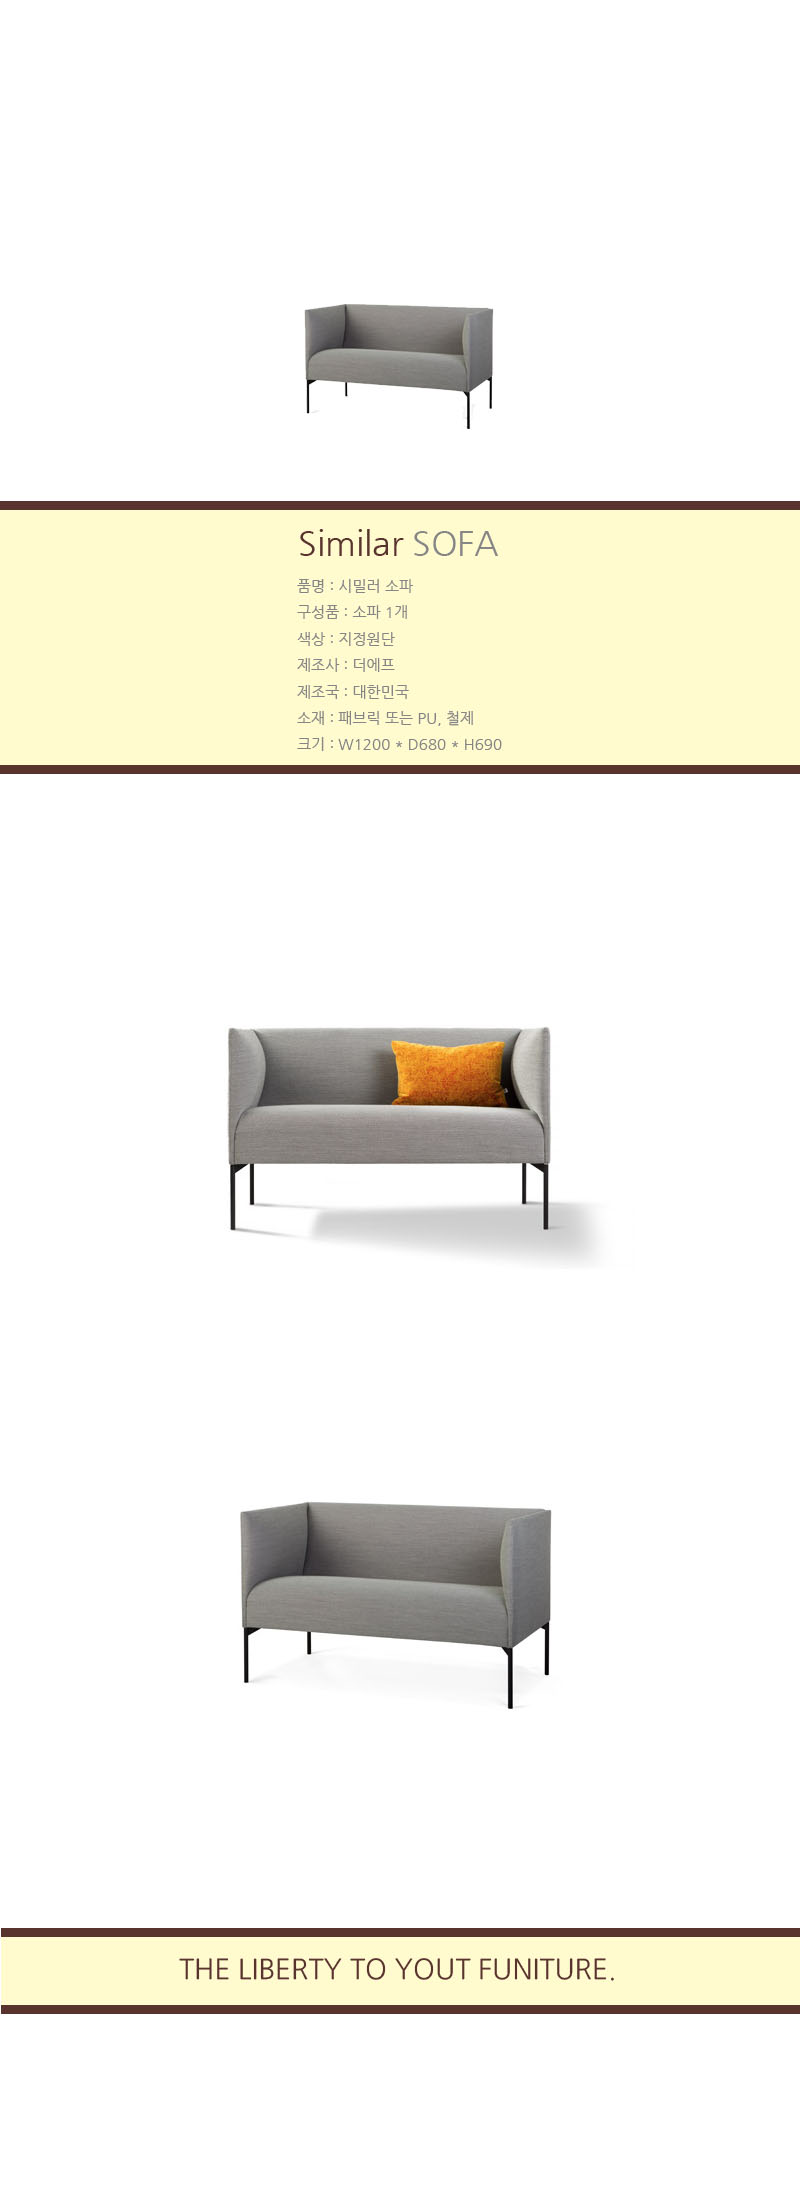 Similar SOFA
품명 : 시밀러 소파
구성품 : 소파 1개
색상 : 지정원단
제조사 : 더에프
제조국 : 대한민국
소재 : 패브릭 또는 PU, 철제
크기 : W1200 * D680 * H690
THE LIBERTY TO YOUT FUNITURE.